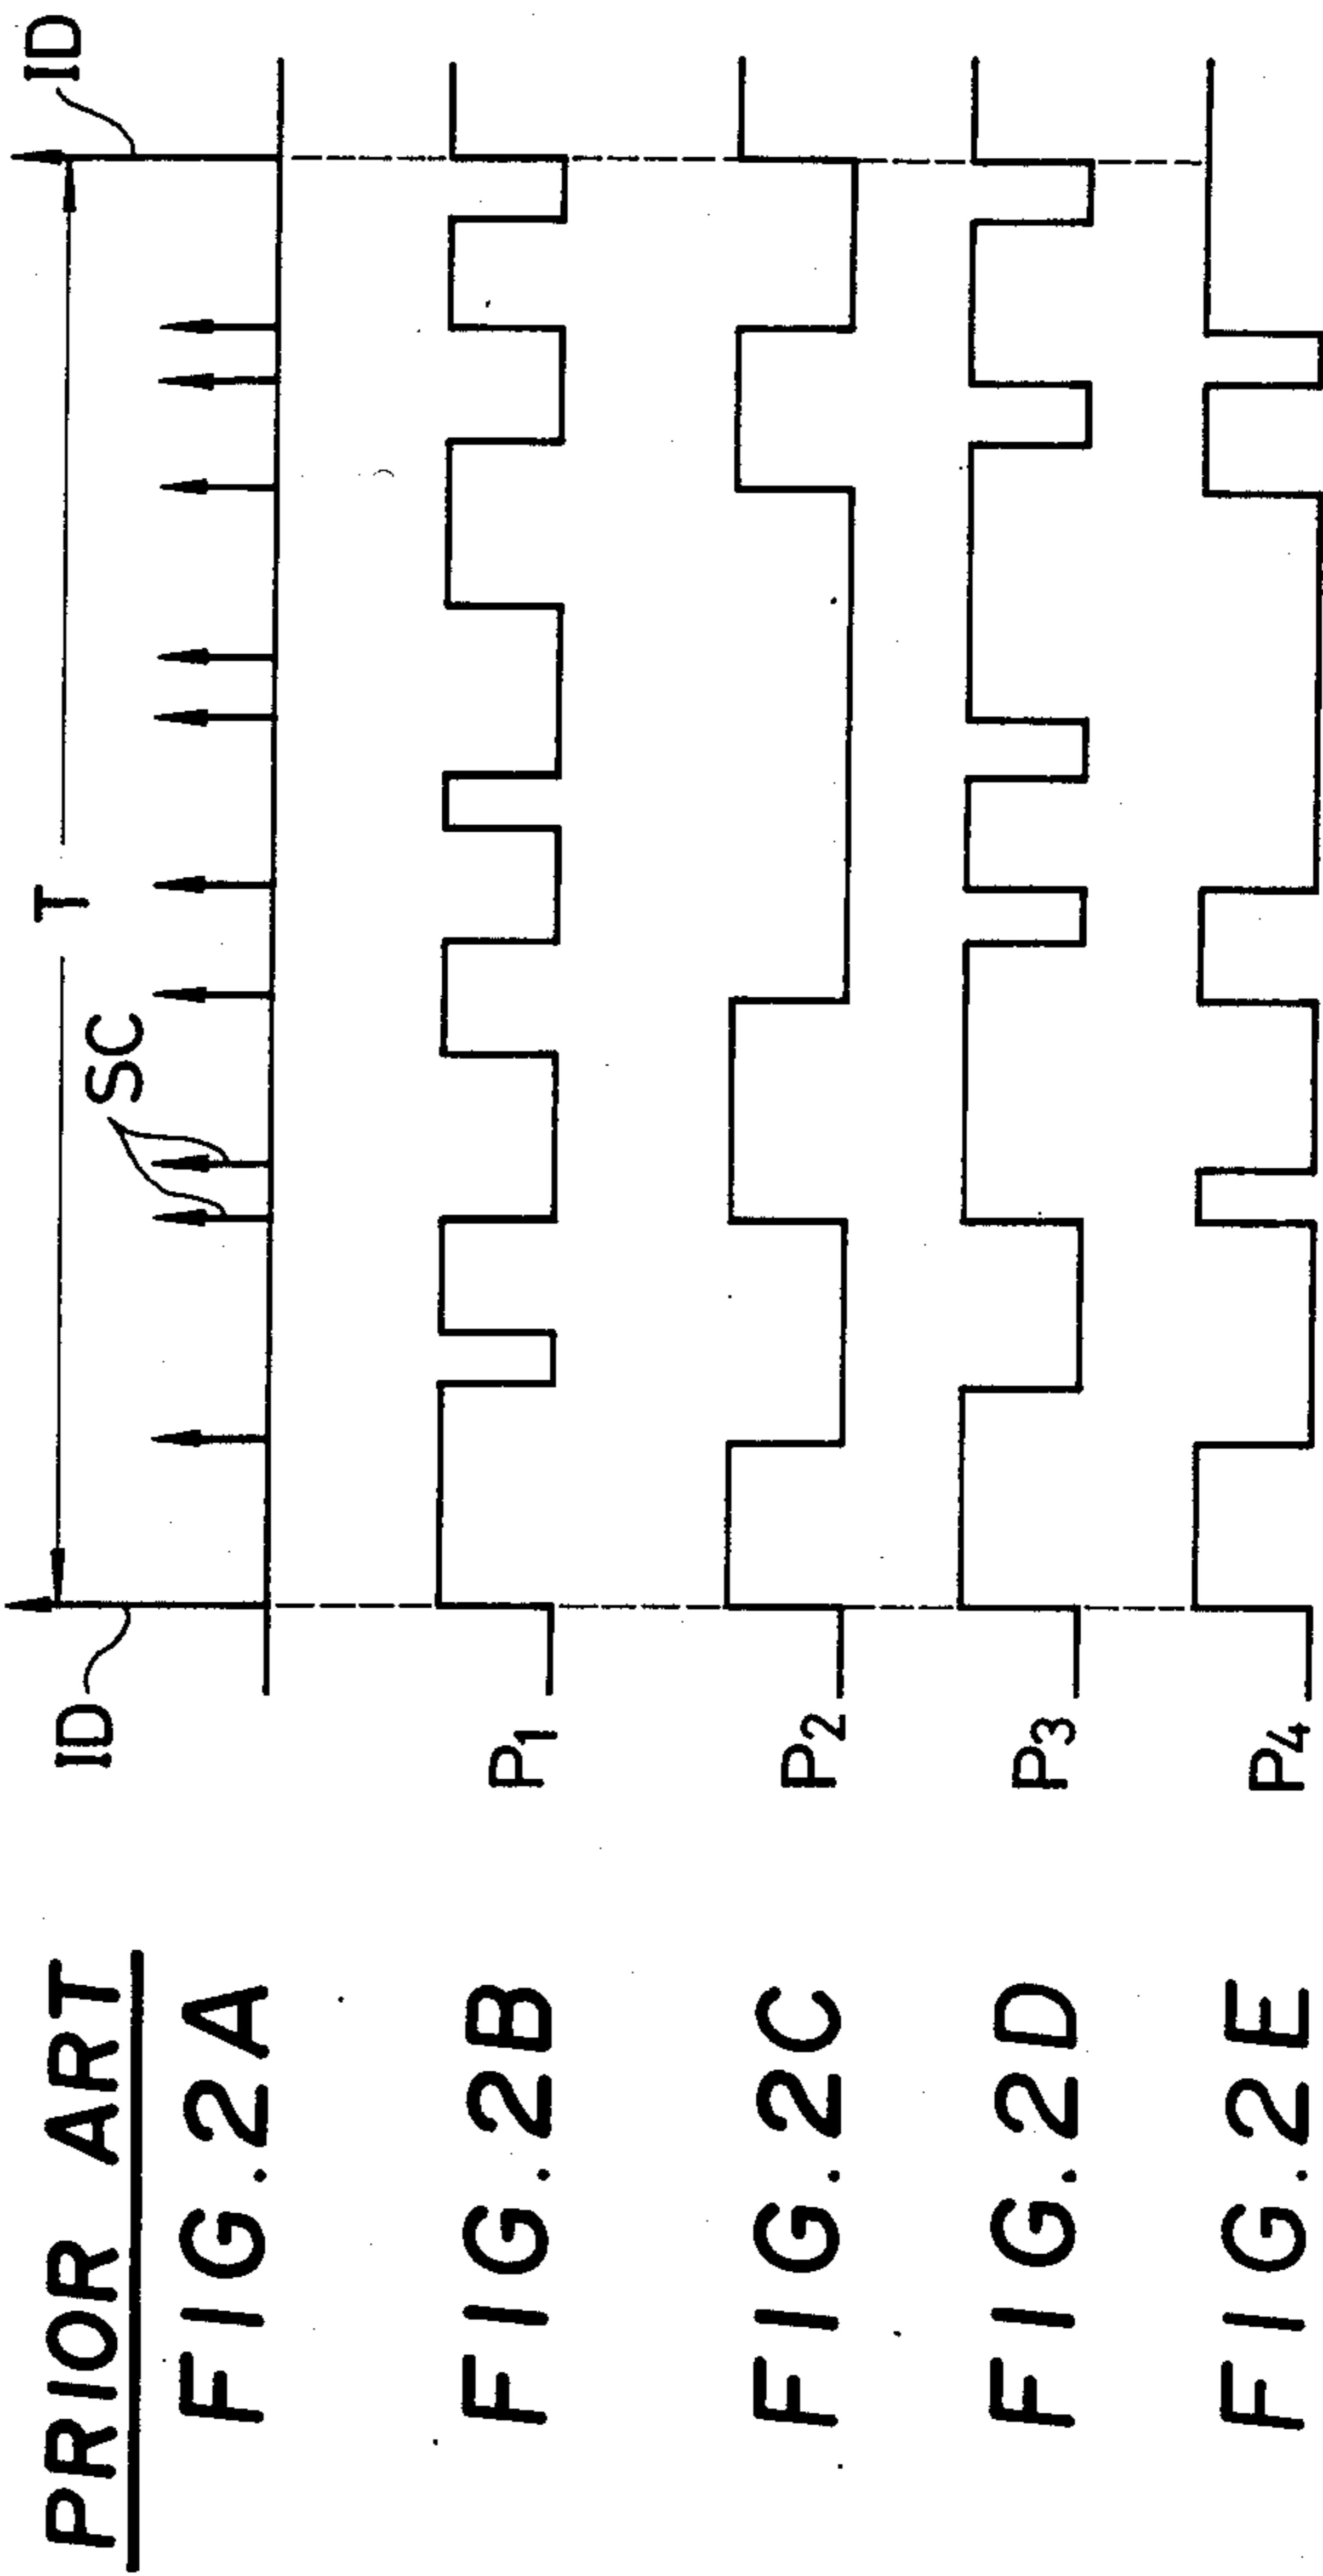 PRIOR ART
FIG.2A
ID
T
SC
ID
FIG.2B
P1
FIG.2C
P2
FIG.2D
P3
FIG.2E
P4